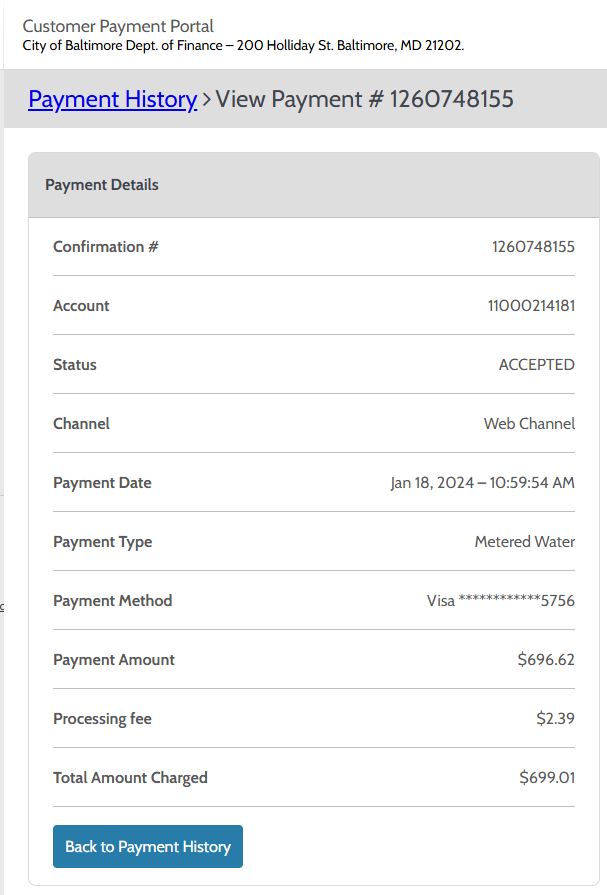 Customer Payment Portal
City of Baltimore Dept. of Finance – 200 Holliday St. Baltimore, MD 21202.
Payment History > View Payment # 1260748155
Payment Details
Confirmation # 1260748155
Account 11000214181
Status ACCEPTED
Channel Web Channel
Payment Date Jan 18, 2024 – 10:59:54 AM
Payment Type Metered Water
Payment Method Visa ************5756
Payment Amount $696.62
Processing fee $2.39
Total Amount Charged $699.01
Back to Payment History